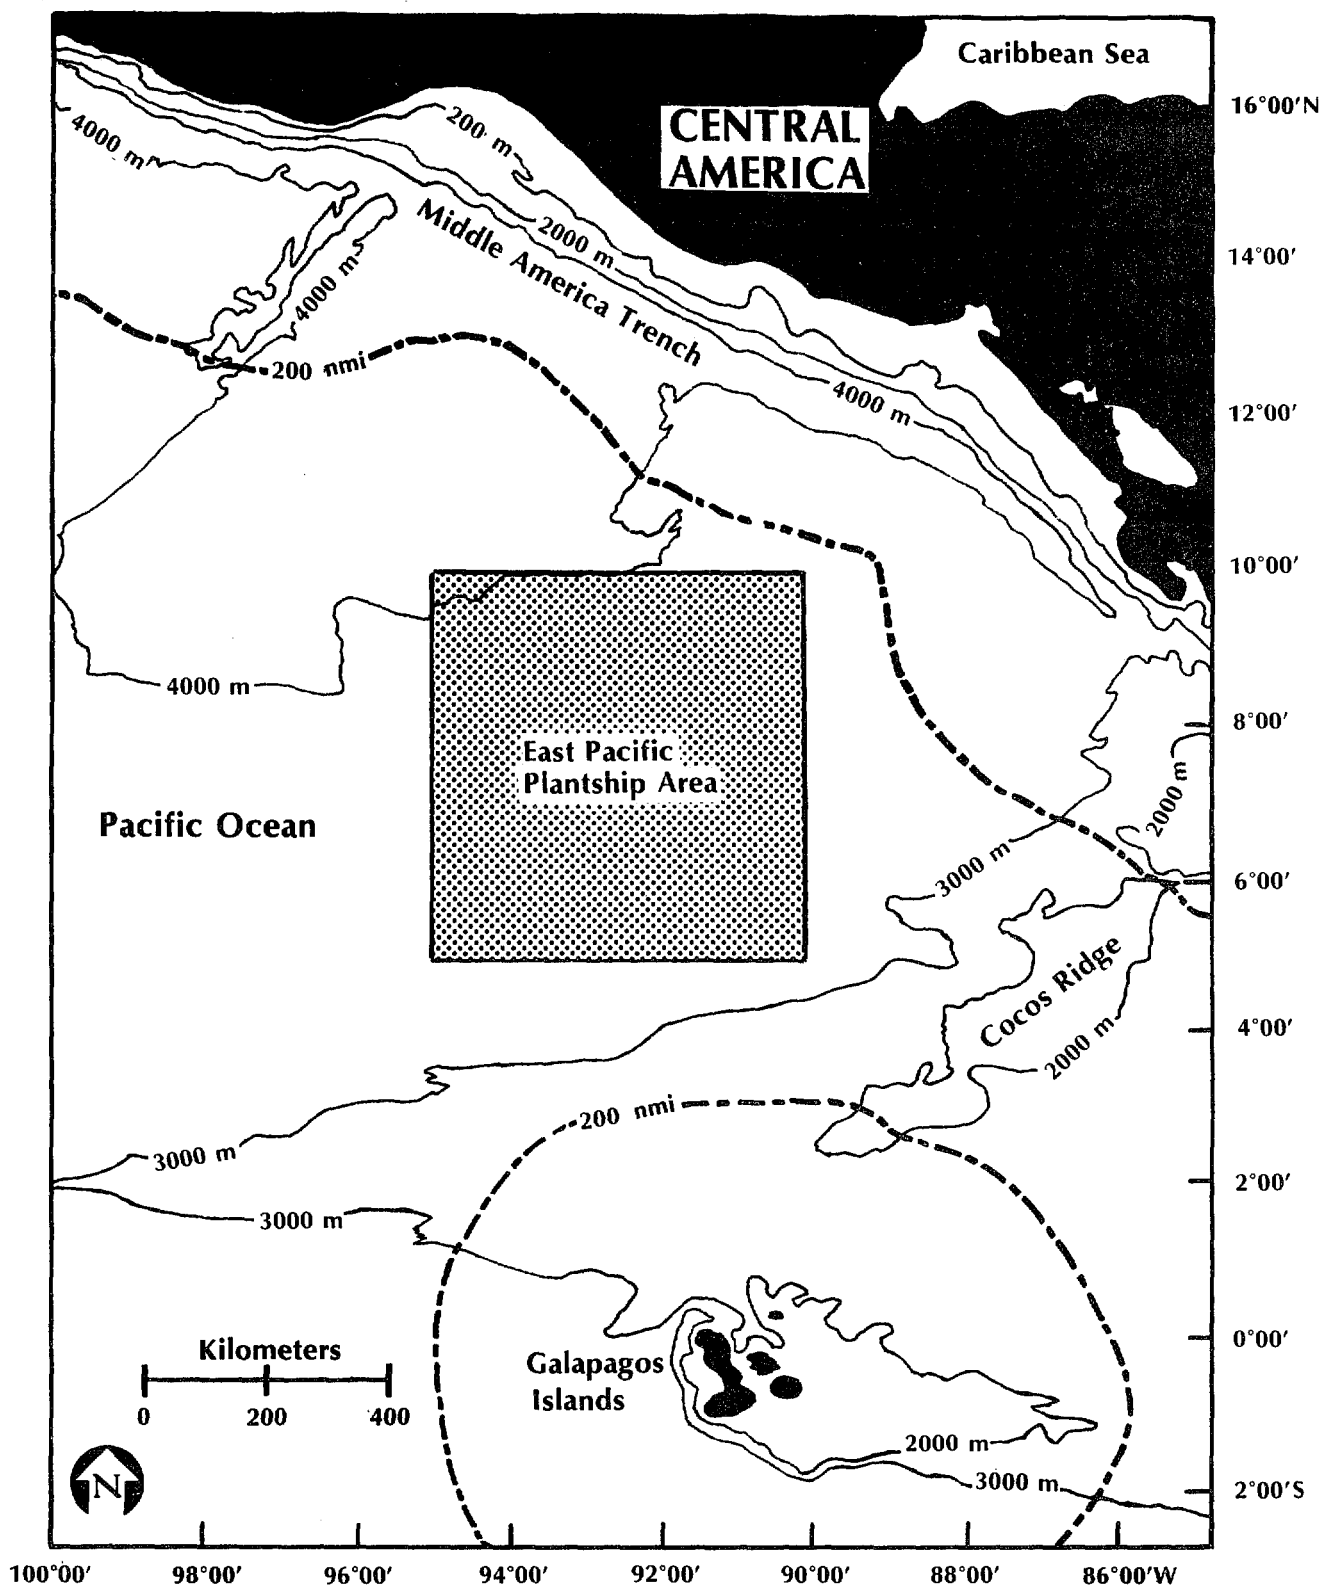 Caribbean Sea
16°00'N
CENTRAL
AMERICA
200 m
4000 m
2000 m
Middle America Trench
14°00'
4000 m
200 nmi
4000 m
12°00'
10°00'
4000 m
8°00'
East Pacific
Plantship Area
2000 m
Pacific Ocean
3000 m
6°00'
Cocos Ridge
4°00'
2000 m
200 nmi
3000 m
2°00'
3000 m
0°00'
Kilometers
0 200 400
Galapagos
Islands
2000 m
3000 m
2°00'S
N
100°00' 98°00' 96°00' 94°00' 92°00' 90°00' 88°00' 86°00'W